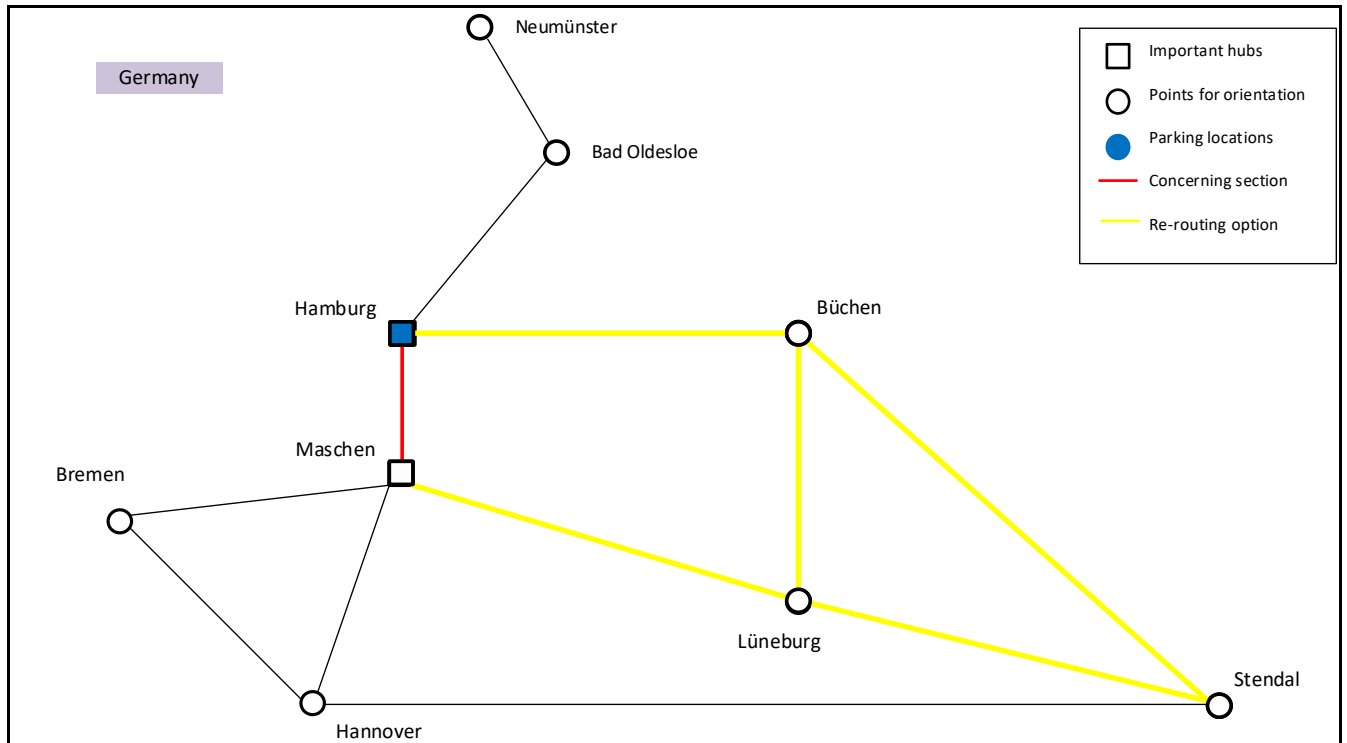 Neumünster
Germany
Important hubs
Points for orientation
Parking locations
Concerning section
Re-routing option
Bad Oldesloe
Hamburg
Büchen
Maschen
Bremen
Lüneburg
Stendal
Hannover